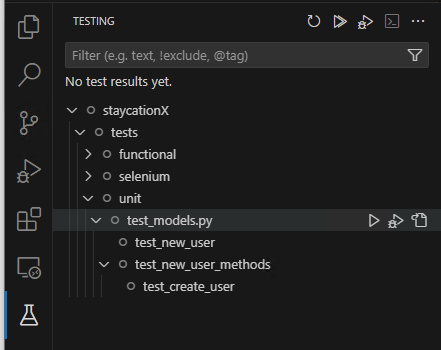 TESTING
Filter (e.g. text, !exclude, @tag)
No test results yet.
staycationX
tests
functional
selenium
unit
test_models.py
test_new_user
test_new_user_methods
test_create_user